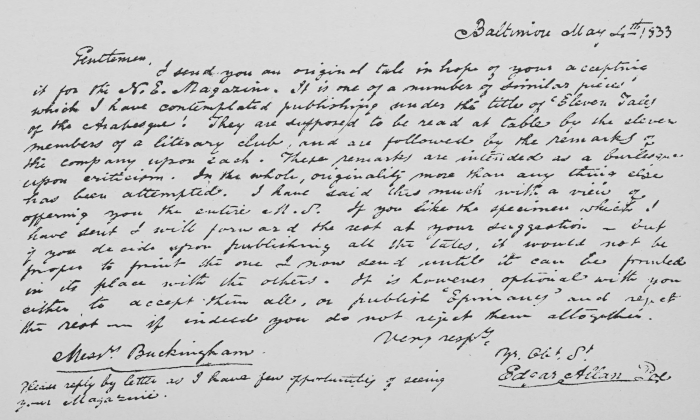 Baltimore May 4th, 1833
Gentlemen,
I send you an original tale in hope of your accepting
it for the N. E. Magazine. It is one of a number of similar pieces
which I have contemplated publishing under the title of 'Eleven Tales
of the Arabesque'. They are supposed to be read at table by the eleven
members of a literary club, and are followed by the remarks of
the company upon each. These remarks are intended as a burlesque
upon criticism. In the whole, originality more than any thing else
has been attempted. I have said this much with a view of
offering you the entire M.S. If you like the specimen which I
have sent I will forward the rest at your suggestion — but
if you decide upon publishing all the tales, it would not be
proper to print the one I now send until it can be printed
in its place with the others. It is however optional with you
either to accept them all, or publish 'Epimanes' and reject
the rest — if indeed you do not reject them altogether.
Very respy
Yr. Obt. St
Messrs Buckingham.
Edgar Allan Poe
Please reply by letter as I have few opportunities of seeing
your Magazine.